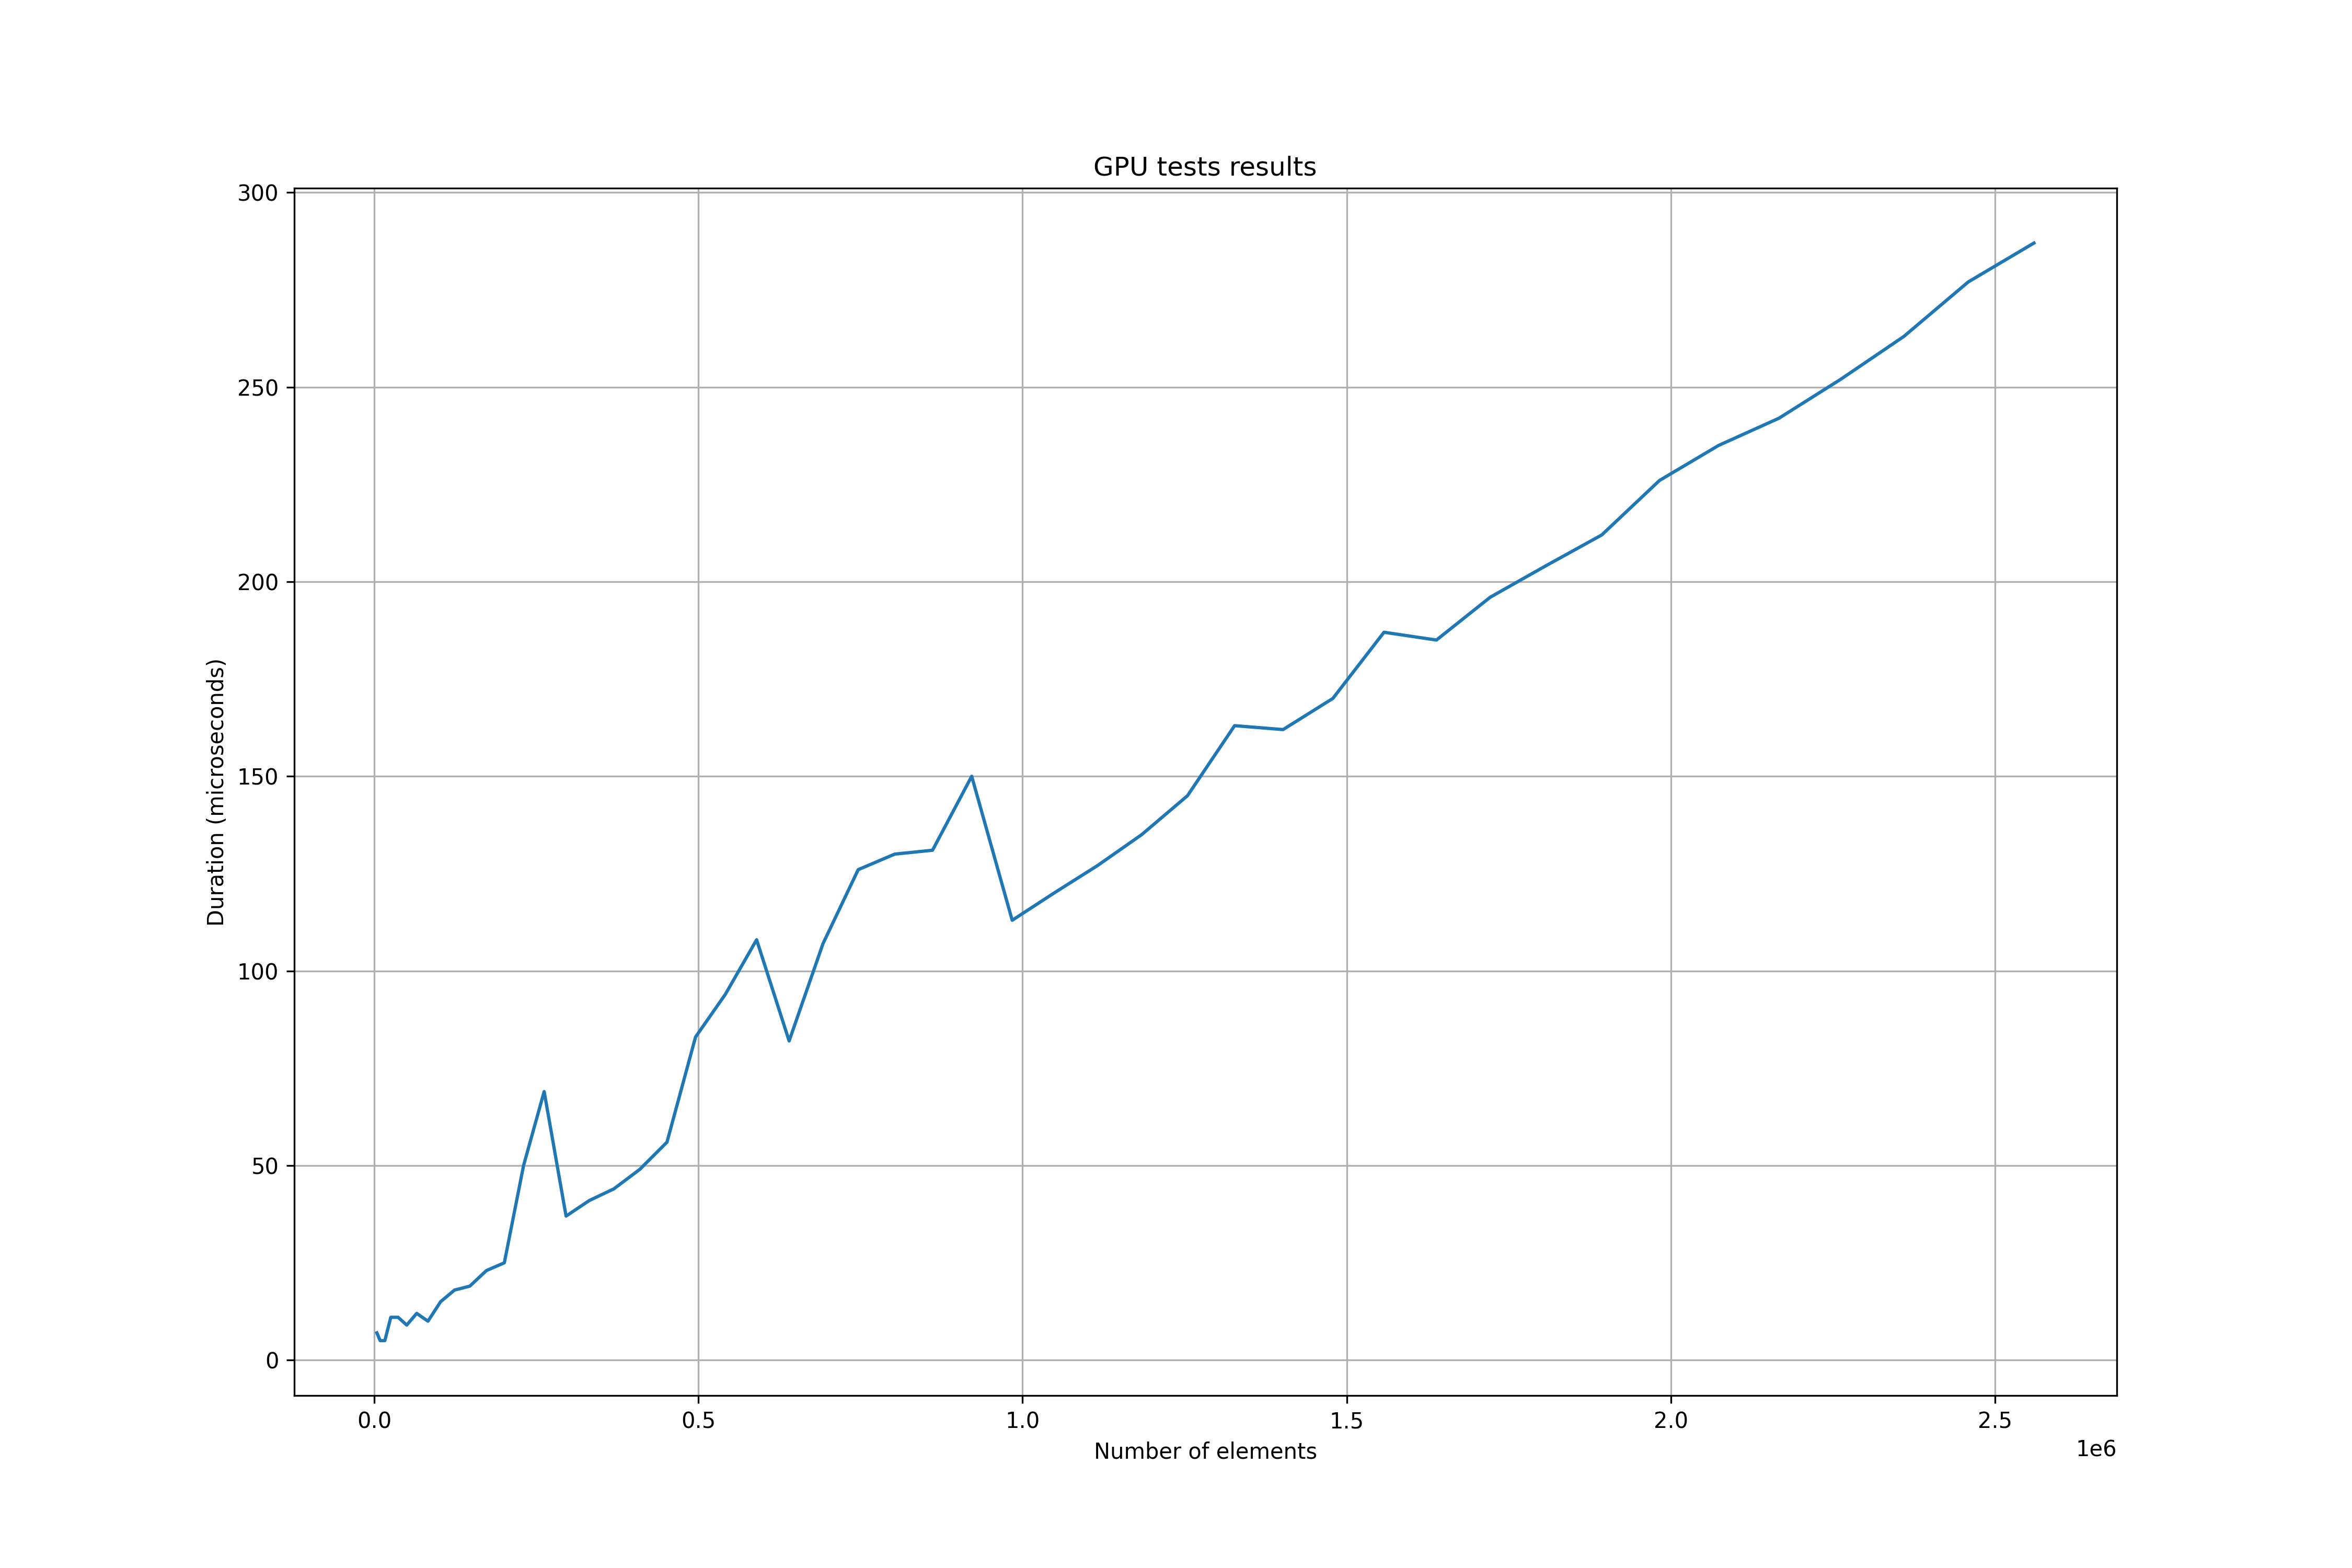 GPU tests results
300
250
200
150
100
50
0
Duration (microseconds)
0.0 0.5 1.0 1.5 2.0 2.5
Number of elements
1e6